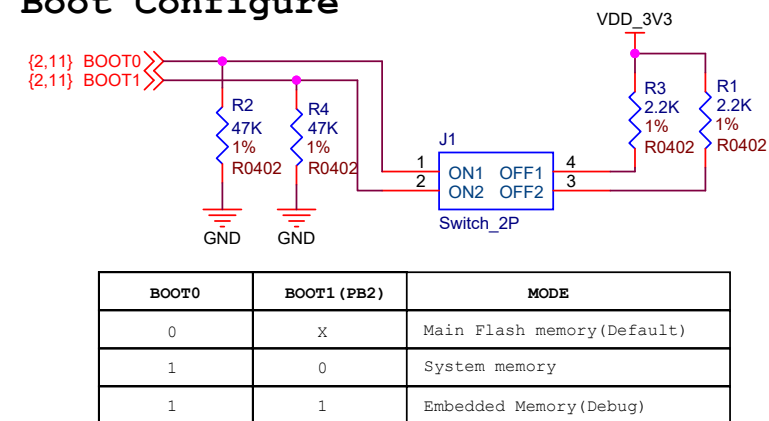 Boot Configure
VDD_3V3
{2,11} BOOT0
{2,11} BOOT1
R2
47K
1%
R0402
R4
47K
1%
R0402
R3
2.2K
1%
R0402
R1
2.2K
1%
R0402
J1
1 ON1 OFF1 4
2 ON2 OFF2 3
Switch_2P
GND GND
BOOT0 BOOT1(PB2) MODE
0 X Main Flash memory(Default)
1 0 System memory
1 1 Embedded Memory(Debug)